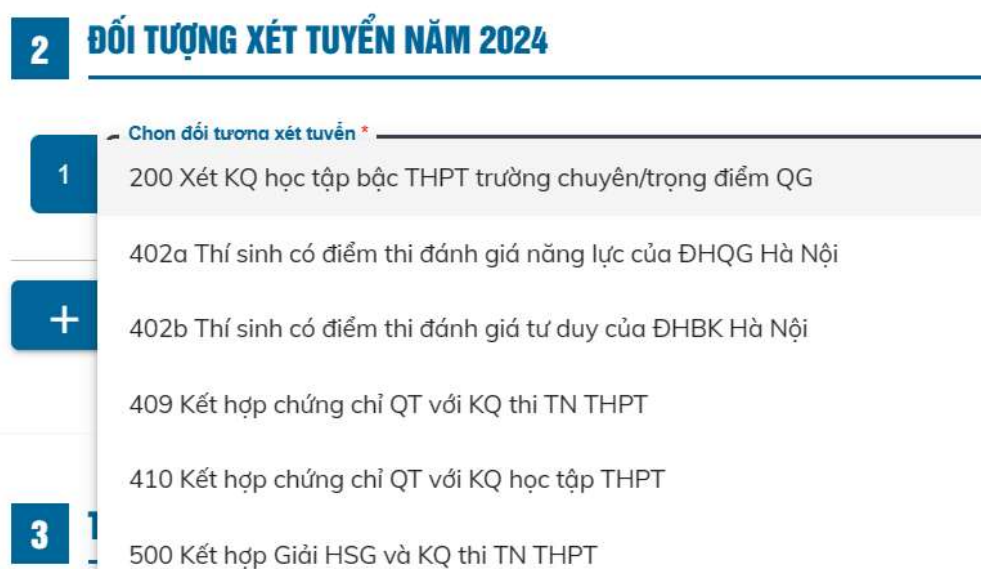 2 ĐỐI TƯỢNG XÉT TUYỂN NĂM 2024
Chọn đối tượng xét tuyển *
1
200 Xét KQ học tập bậc THPT trường chuyên/trọng điểm QG
402a Thí sinh có điểm thi đánh giá năng lực của ĐHQG Hà Nội
+
402b Thí sinh có điểm thi đánh giá tư duy của ĐHBK Hà Nội
409 Kết hợp chứng chỉ QT với KQ thi TN THPT
410 Kết hợp chứng chỉ QT với KQ học tập THPT
3
500 Kết hợp Giải HSG và KQ thi TN THPT